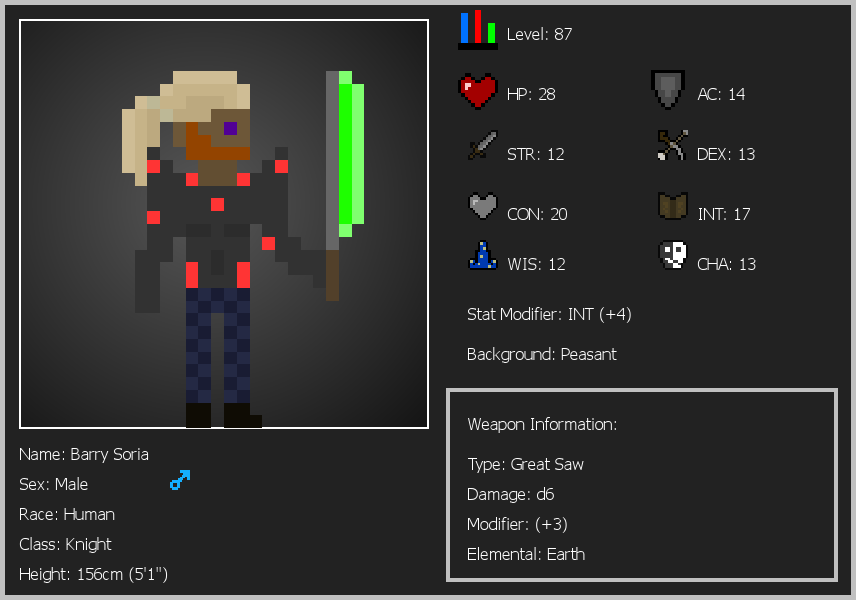 Level: 87
HP: 28
AC: 14
STR: 12
DEX: 13
CON: 20
INT: 17
WIS: 12
CHA: 13
Stat Modifier: INT (+4)
Background: Peasant
Weapon Information:
Type: Great Saw
Damage: d6
Modifier: (+3)
Elemental: Earth
Name: Barry Soria
Sex: Male
Race: Human
Class: Knight
Height: 156cm (5'1")